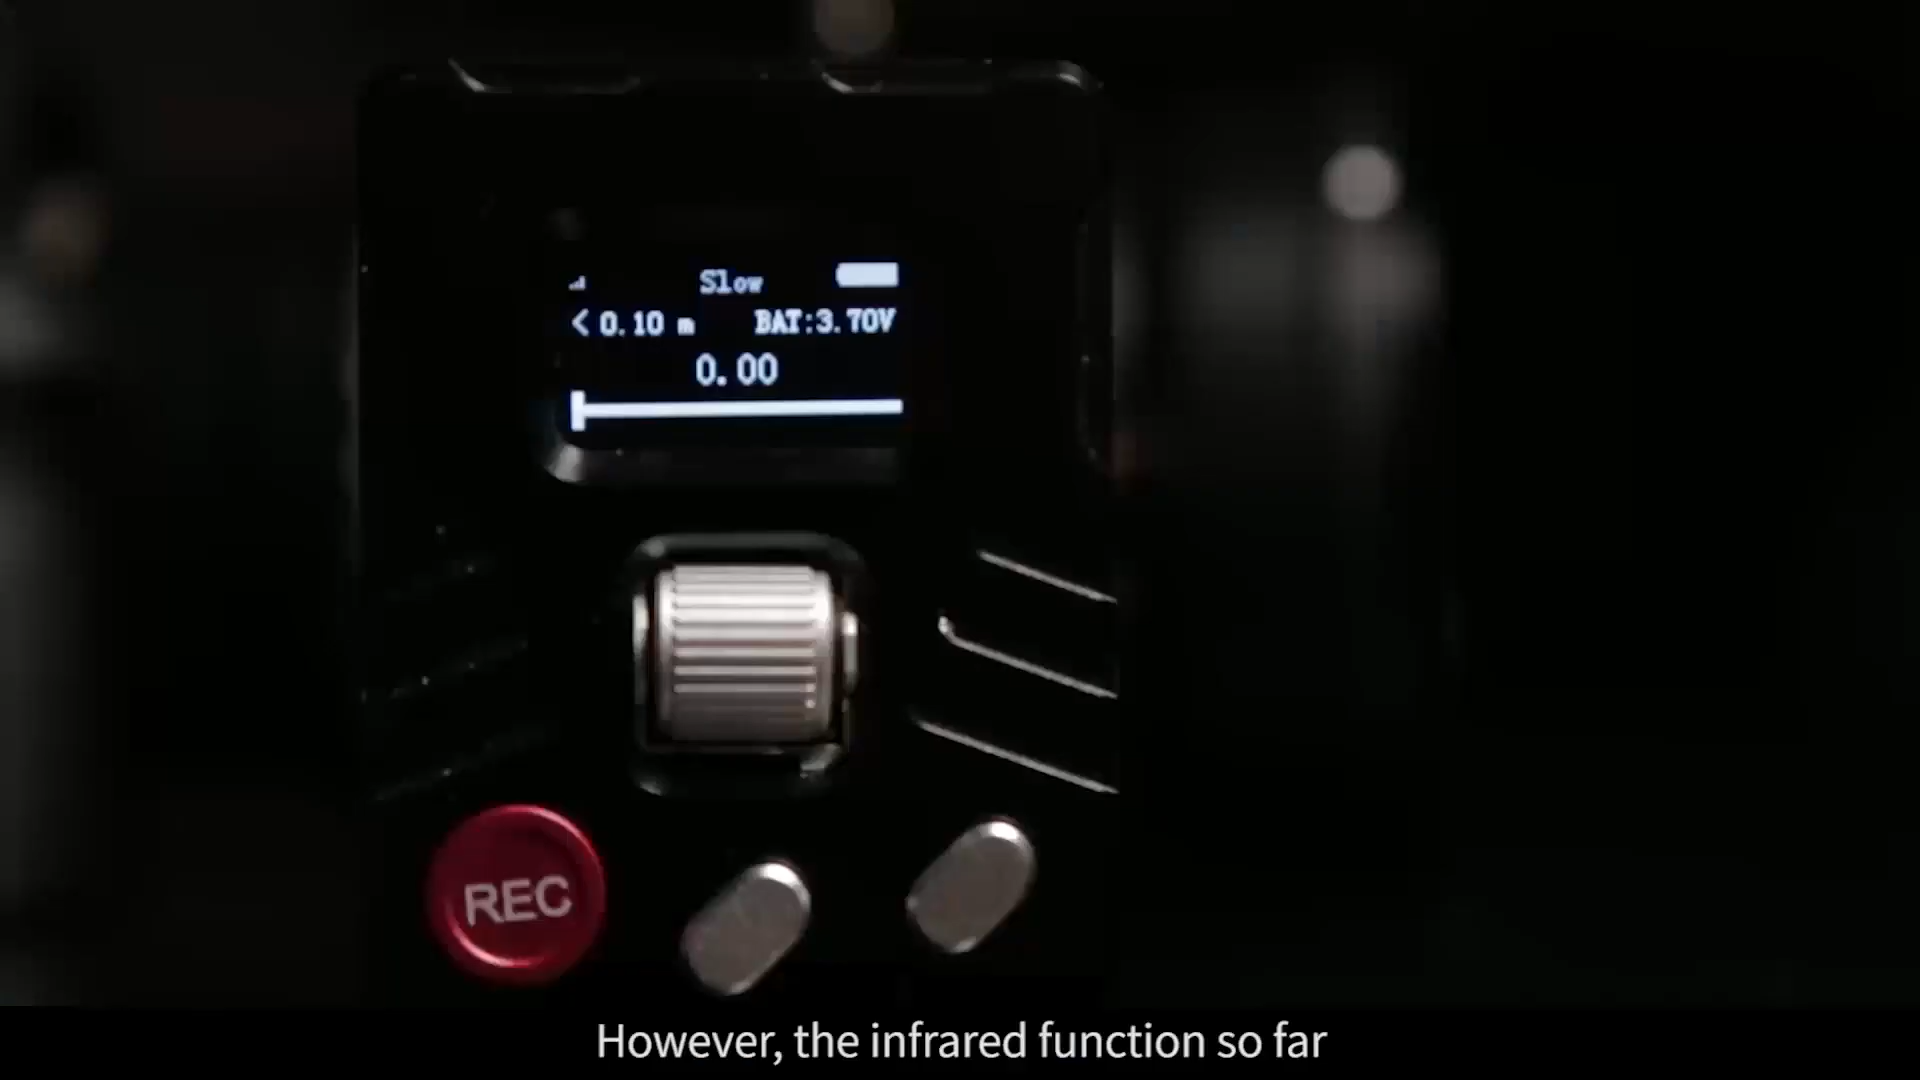 Slow
< 0.10 m BAT:3.70V
0.00
REC
However, the infrared function so far